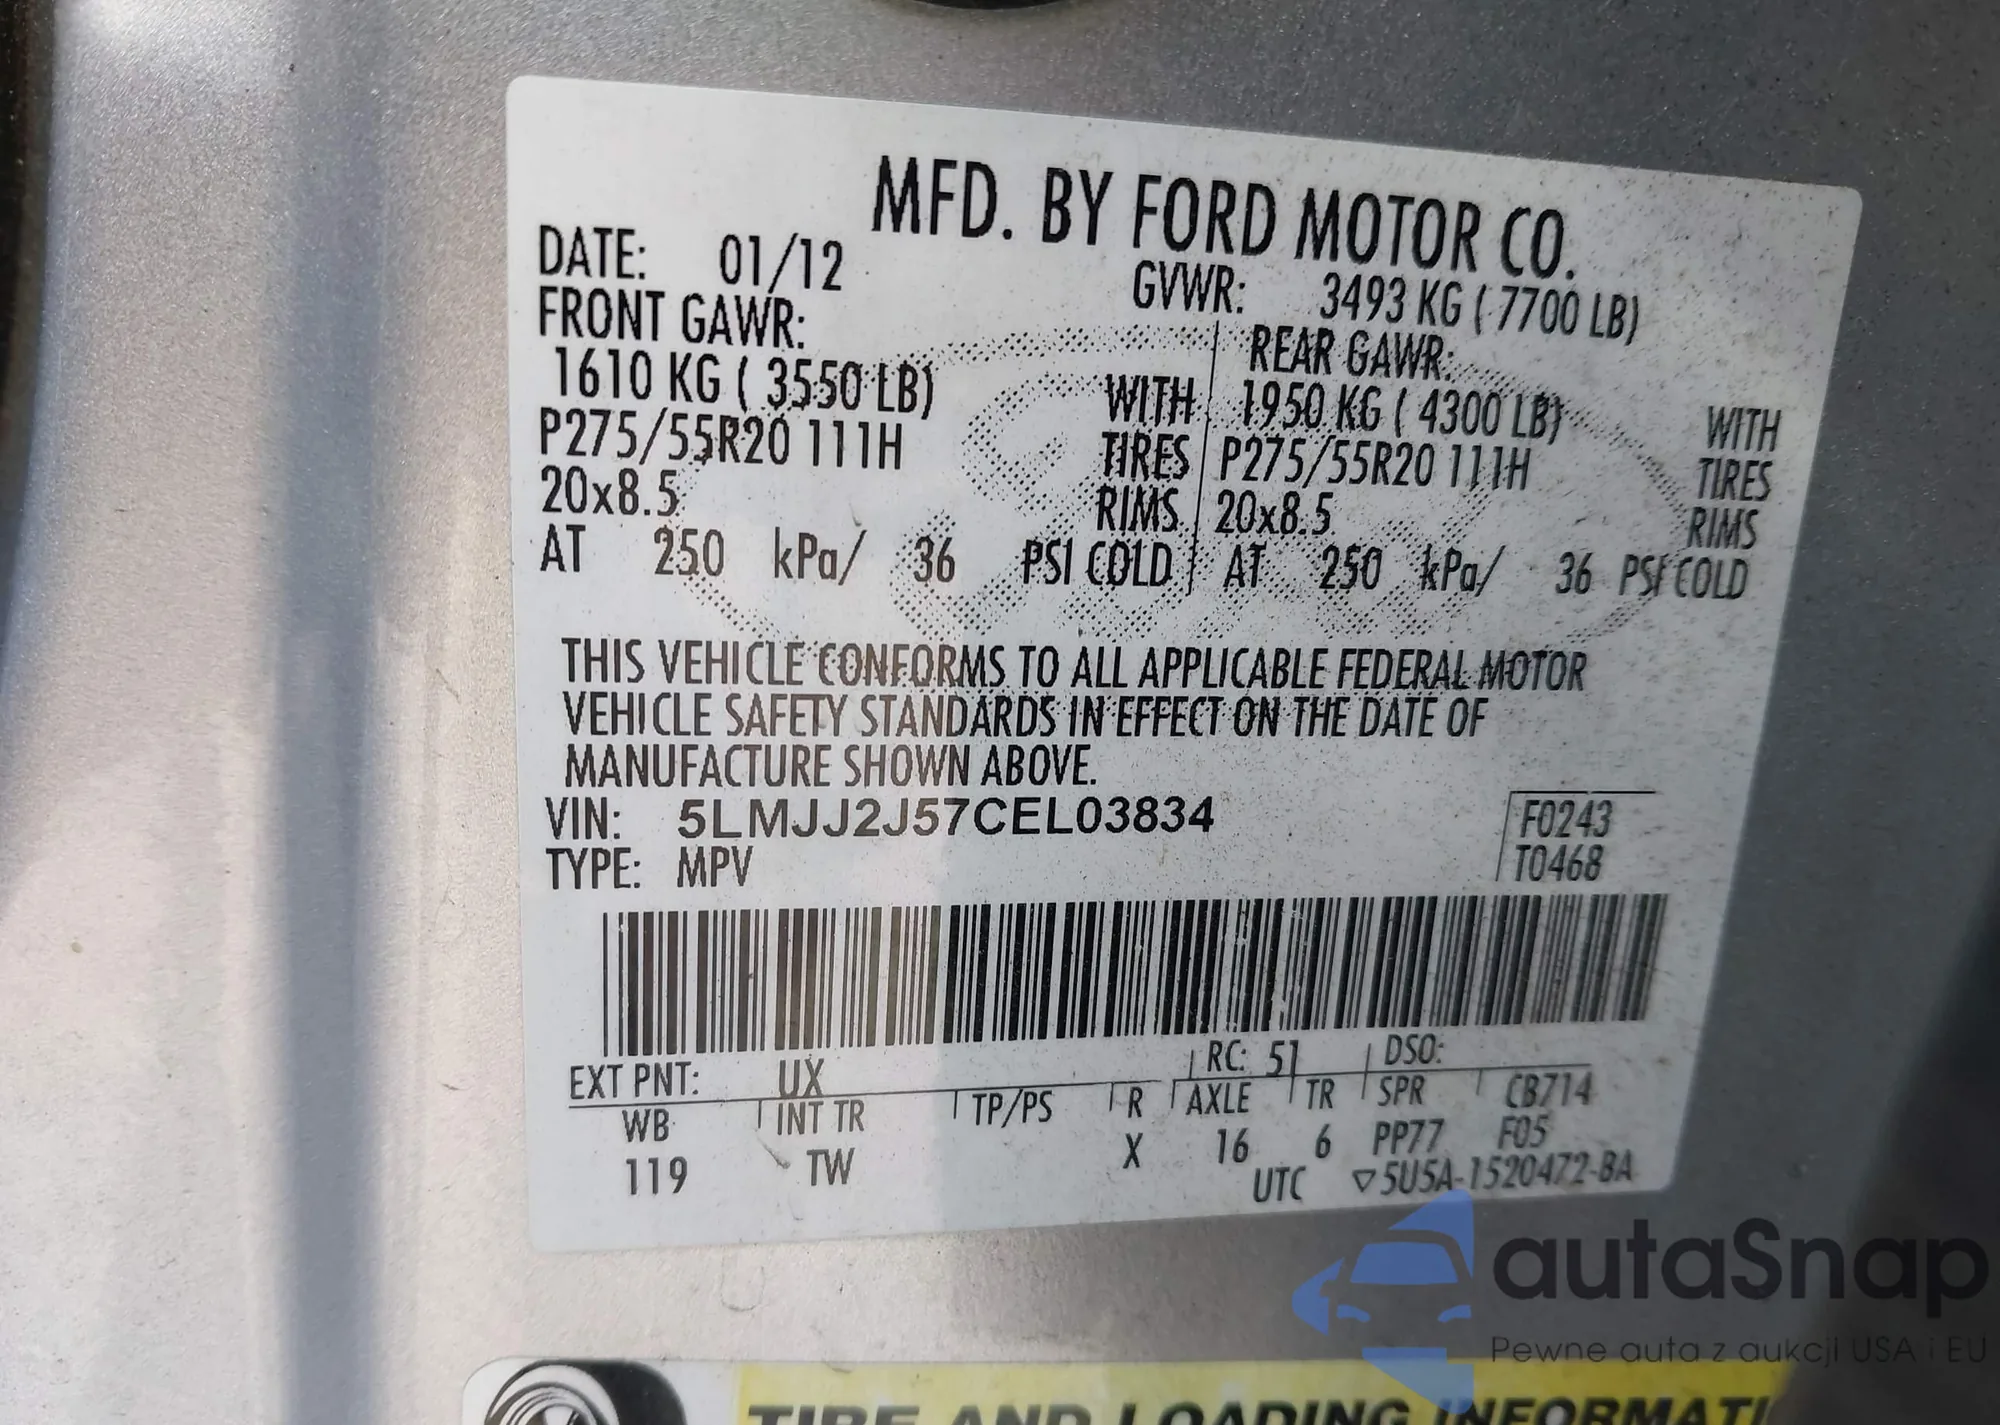 MFD. BY FORD MOTOR CO.
DATE: 01/12 GVWR: 3493 KG ( 7700 LB)
FRONT GAWR: REAR GAWR:
1610 KG ( 3550 LB) WITH 1950 KG ( 4300 LB) WITH
P275/55R20 111H TIRES P275/55R20 111H TIRES
20x8.5 RIMS 20x8.5 RIMS
AT 250 kPa/ 36 PSI COLD AT 250 kPa/ 36 PSI COLD
THIS VEHICLE CONFORMS TO ALL APPLICABLE FEDERAL MOTOR
VEHICLE SAFETY STANDARDS IN EFFECT ON THE DATE OF
MANUFACTURE SHOWN ABOVE.
VIN: 5LMJJ2J57CEL03834 F0243
TYPE: MPV T0468
EXT PNT: UX RC: 51 DSO:
WB INT TR TP/PS R AXLE TR SPR CB714
119 TW X 16 6 PP77 F05
UTC ▽5U5A-1520472-BA
autaSnap
Pewne auta z aukcji USA i EU
TIRE AND LOADING INFORMATI